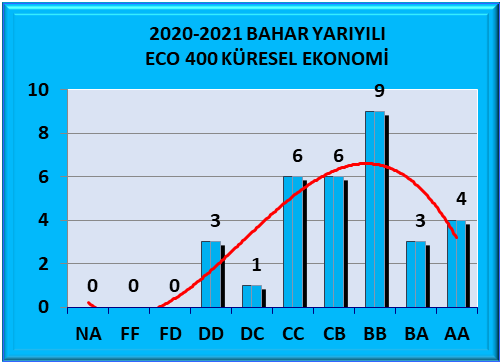 2020-2021 BAHAR YARIYILI
ECO 400 KÜRESEL EKONOMİ
10
8
6
4
2
0
0 0 0 3 1 6 6 9 3 4
NA FF FD DD DC CC CB BB BA AA